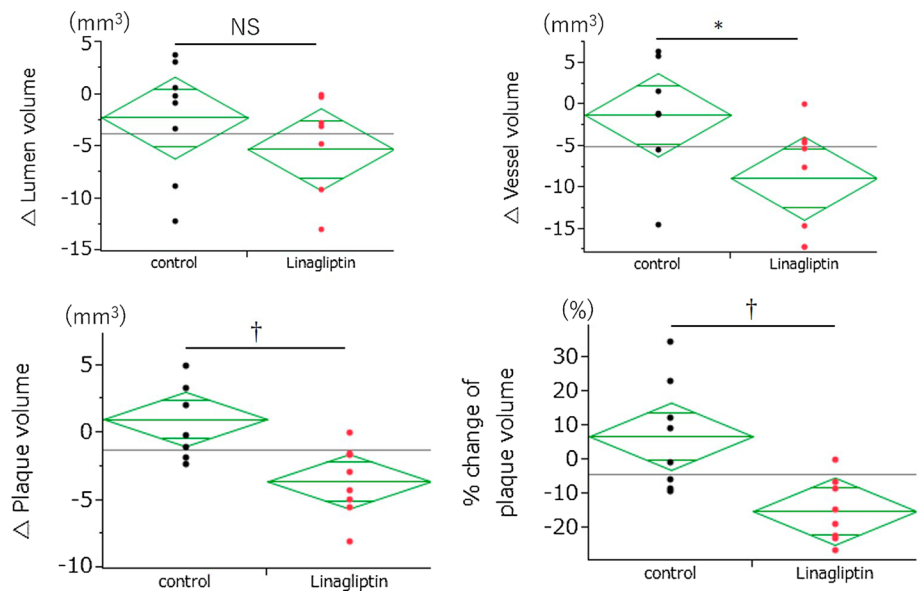 (mm³)
NS
△ Lumen volume
5
0
-5
-10
-15
control
Linagliptin
(mm³)
*
△ Vessel volume
5
0
-5
-10
-15
control
Linagliptin
(mm³)
†
△ Plaque volume
5
0
-5
-10
control
Linagliptin
(%)
†
% change of
plaque volume
30
20
10
0
-10
-20
control
Linagliptin